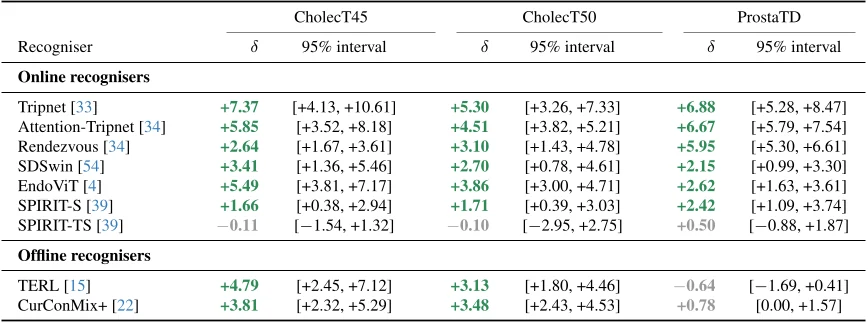 CholecT45 CholecT50 ProstaTD
Recogniser δ 95% interval δ 95% interval δ 95% interval
Online recognisers
Tripnet [33] +7.37 [+4.13, +10.61] +5.30 [+3.26, +7.33] +6.88 [+5.28, +8.47]
Attention-Tripnet [34] +5.85 [+3.52, +8.18] +4.51 [+3.82, +5.21] +6.67 [+5.79, +7.54]
Rendezvous [34] +2.64 [+1.67, +3.61] +3.10 [+1.43, +4.78] +5.95 [+5.30, +6.61]
SDSwin [54] +3.41 [+1.36, +5.46] +2.70 [+0.78, +4.61] +2.15 [+0.99, +3.30]
EndoViT [4] +5.49 [+3.81, +7.17] +3.86 [+3.00, +4.71] +2.62 [+1.63, +3.61]
SPIRIT-S [39] +1.66 [+0.38, +2.94] +1.71 [+0.39, +3.03] +2.42 [+1.09, +3.74]
SPIRIT-TS [39] −0.11 [−1.54, +1.32] −0.10 [−2.95, +2.75] +0.50 [−0.88, +1.87]
Offline recognisers
TERL [15] +4.79 [+2.45, +7.12] +3.13 [+1.80, +4.46] −0.64 [−1.69, +0.41]
CurConMix+ [22] +3.81 [+2.32, +5.29] +3.48 [+2.43, +4.53] +0.78 [0.00, +1.57]